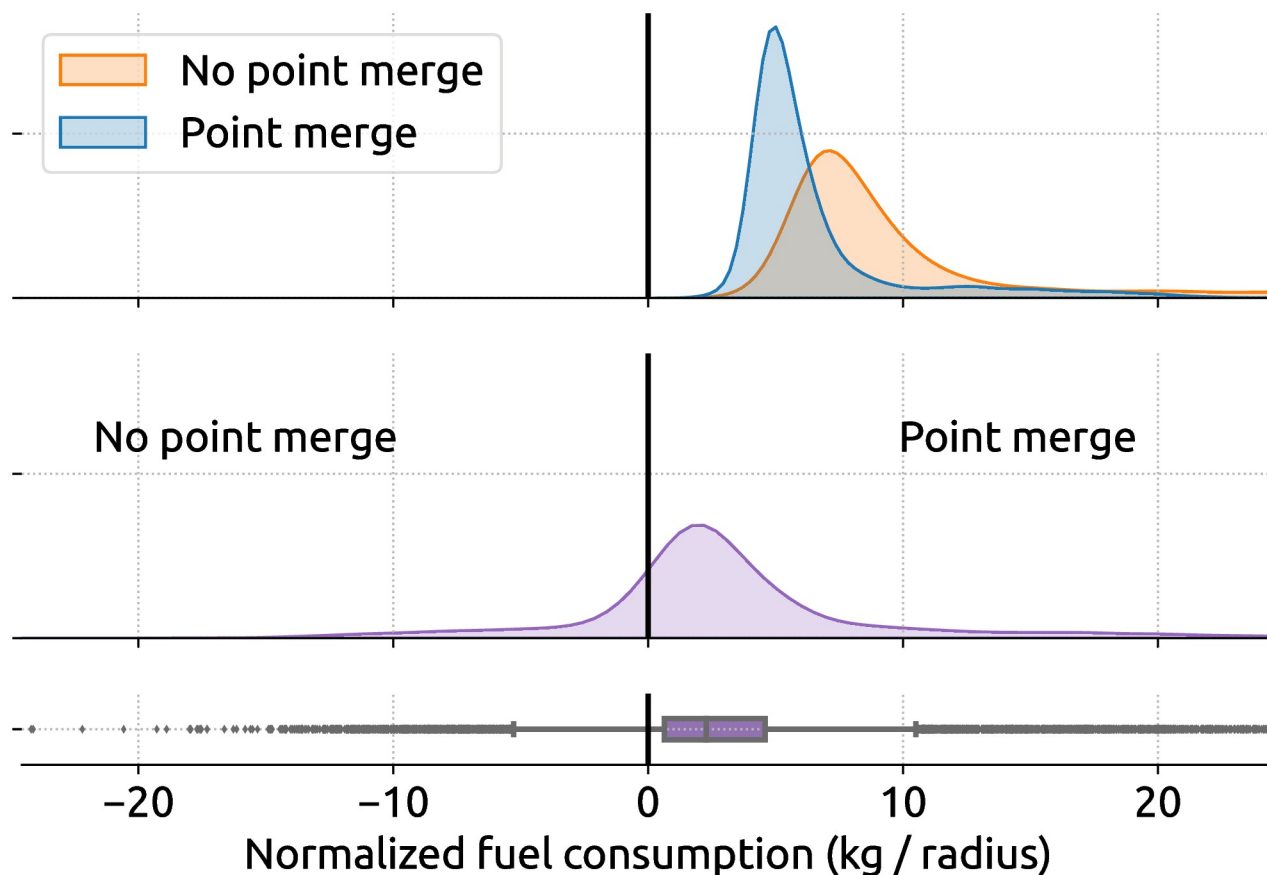 No point merge
Point merge
No point merge Point merge
−20 −10 0 10 20
Normalized fuel consumption (kg / radius)